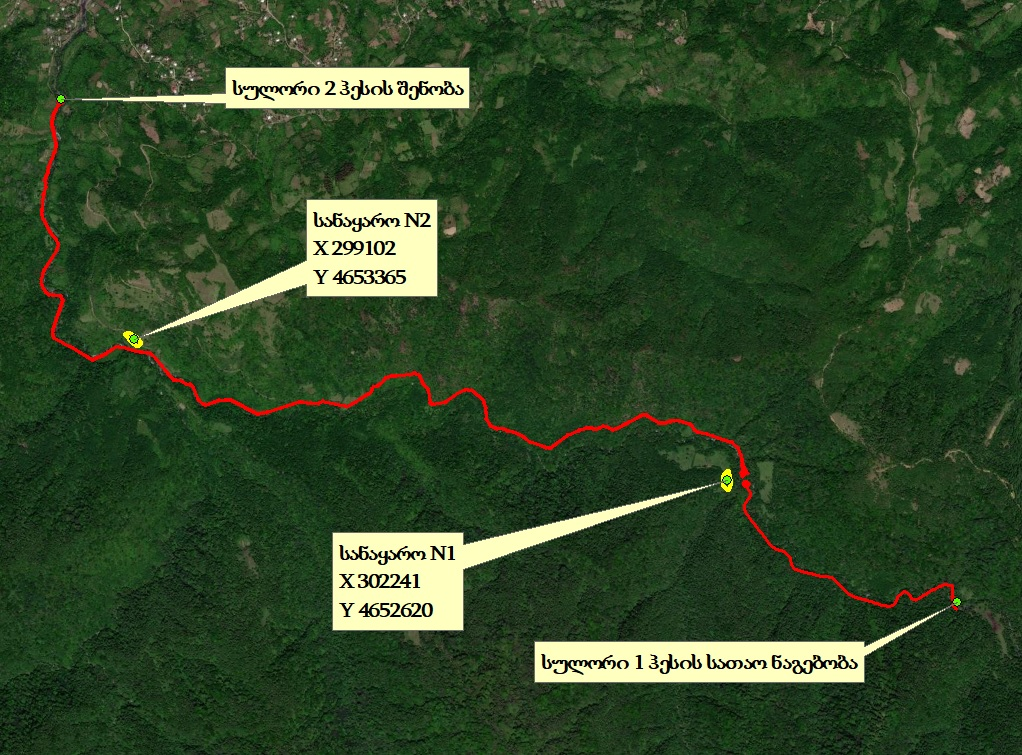 სულორი 2 ჰესის შენობა
სანაყარო N2
X 299102
Y 4653365
სანაყარო N1
X 302241
Y 4652620
სულორი 1 ჰესის სათაო ნაგებობა